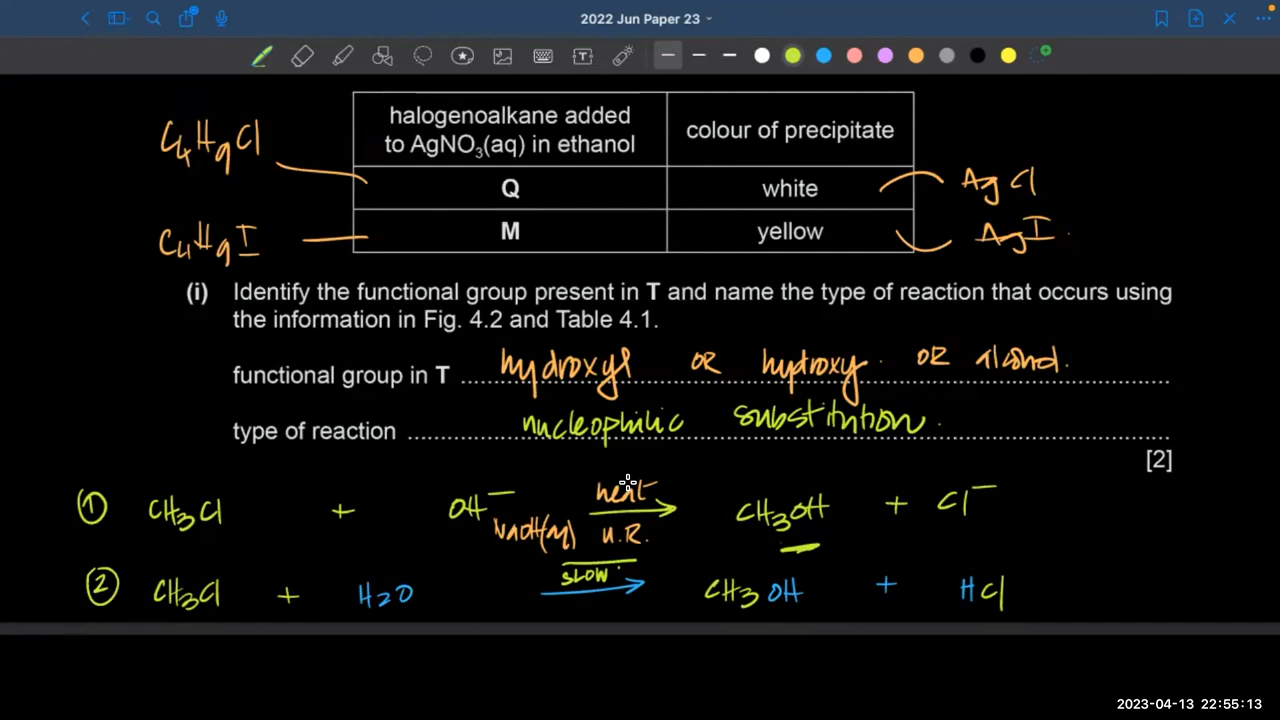 2022 Jun Paper 23
C4H9Cl
halogenoalkane added to AgNO3(aq) in ethanol
colour of precipitate
Q
white
AgCl
C4H9I
M
yellow
AgI
(i) Identify the functional group present in T and name the type of reaction that occurs using
the information in Fig. 4.2 and Table 4.1.
functional group in T hydroxyl OR hydroxy OR alcohol.
type of reaction nucleophilic substitution.
[2]
① CH3Cl + OH⁻ NaOH(aq) heat U.R. → CH3OH + Cl⁻
② CH3Cl + H2O slow → CH3OH + HCl
2023-04-13 22:55:13